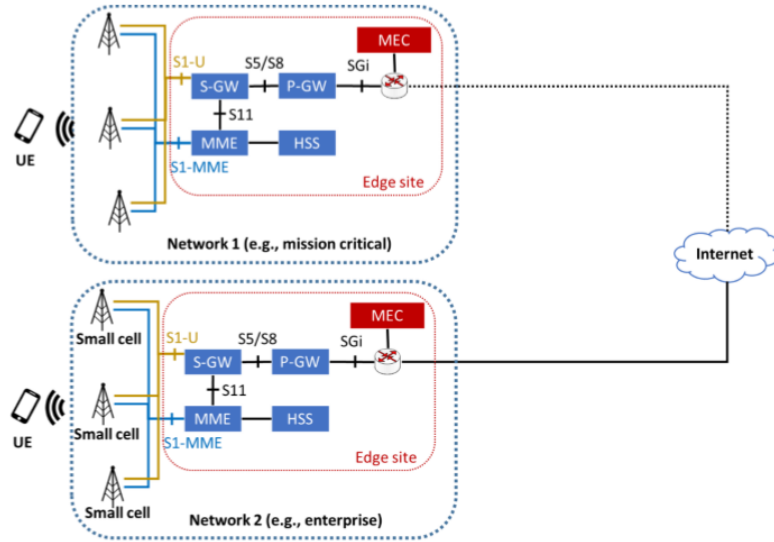 MEC
S1-U
S5/S8
SGi
S-GW
P-GW
S11
UE
MME
HSS
S1-MME
Edge site
Network 1 (e.g., mission critical)
Internet
MEC
Small cell
S1-U
S5/S8
SGi
S-GW
P-GW
S11
UE
Small cell
MME
HSS
S1-MME
Edge site
Small cell
Network 2 (e.g., enterprise)